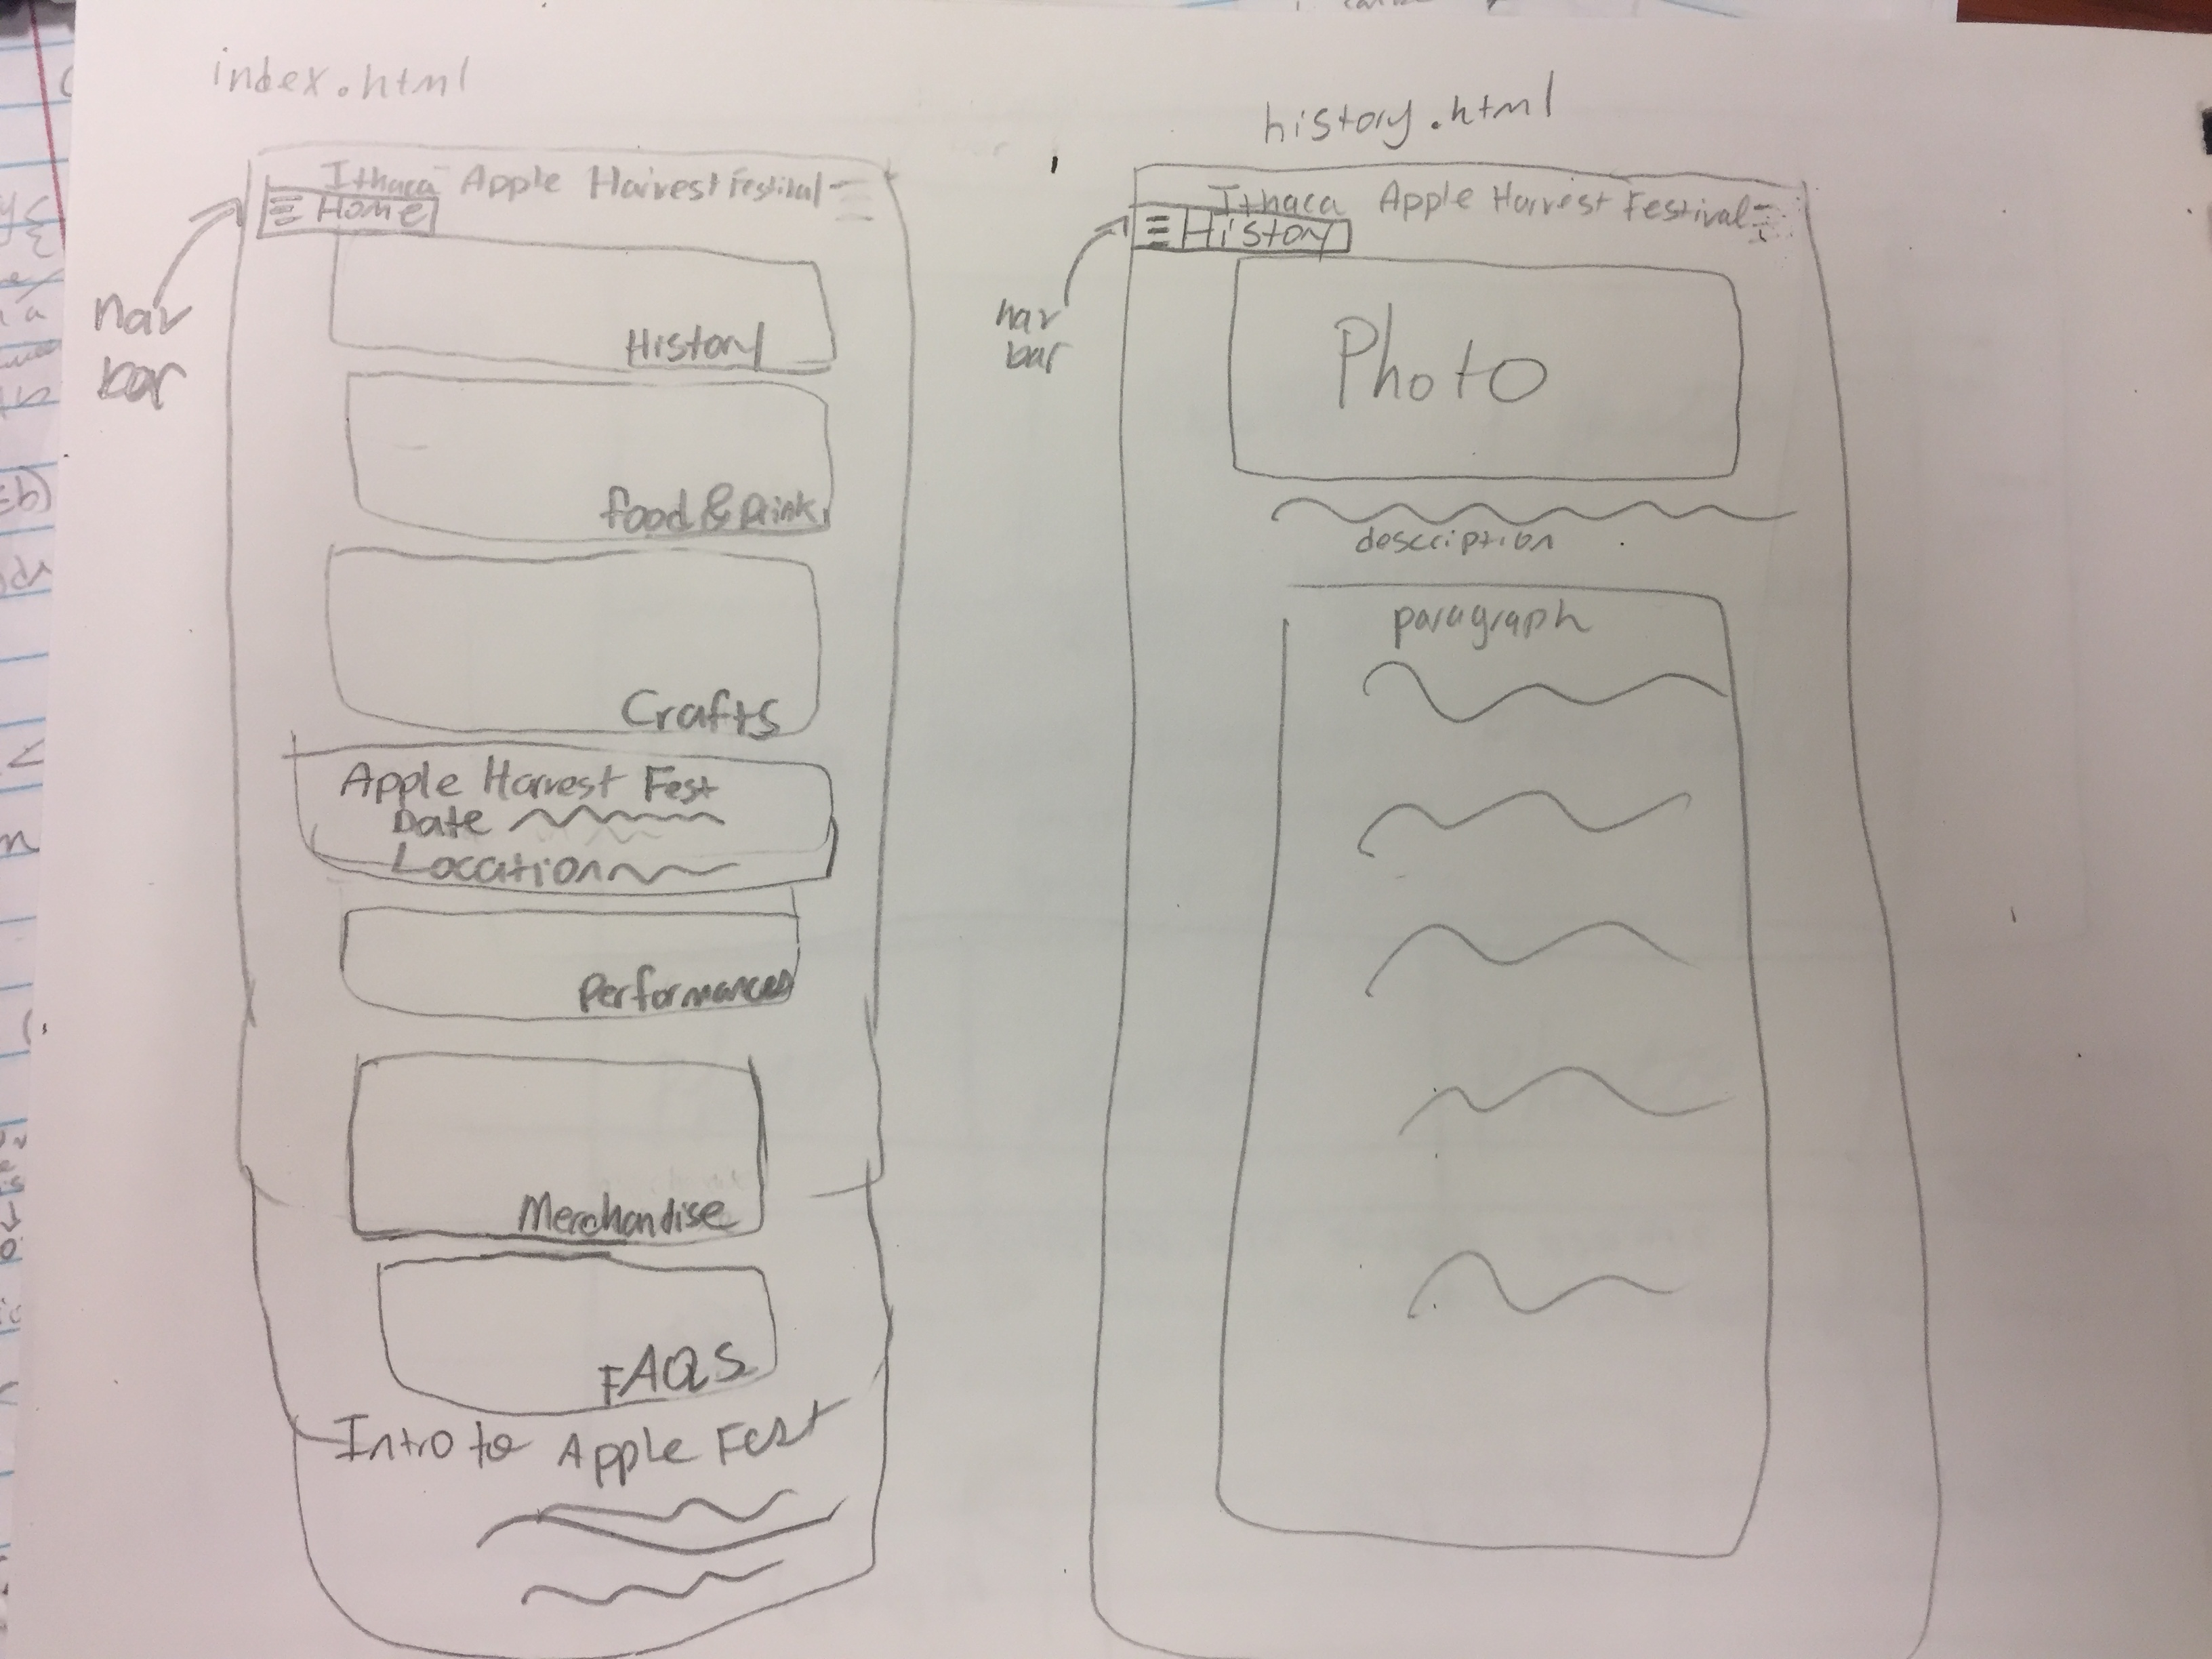 index.html
Ithaca Apple Harvest Festival
Home
nav
bar
History
food & Drink
Crafts
Apple Harvest Fest
Date
Location
Performances
Merchandise
FAQS
Intro to Apple Fest
history.html
Ithaca Apple Harvest Festival
History
nav
bar
Photo
description
paragraph